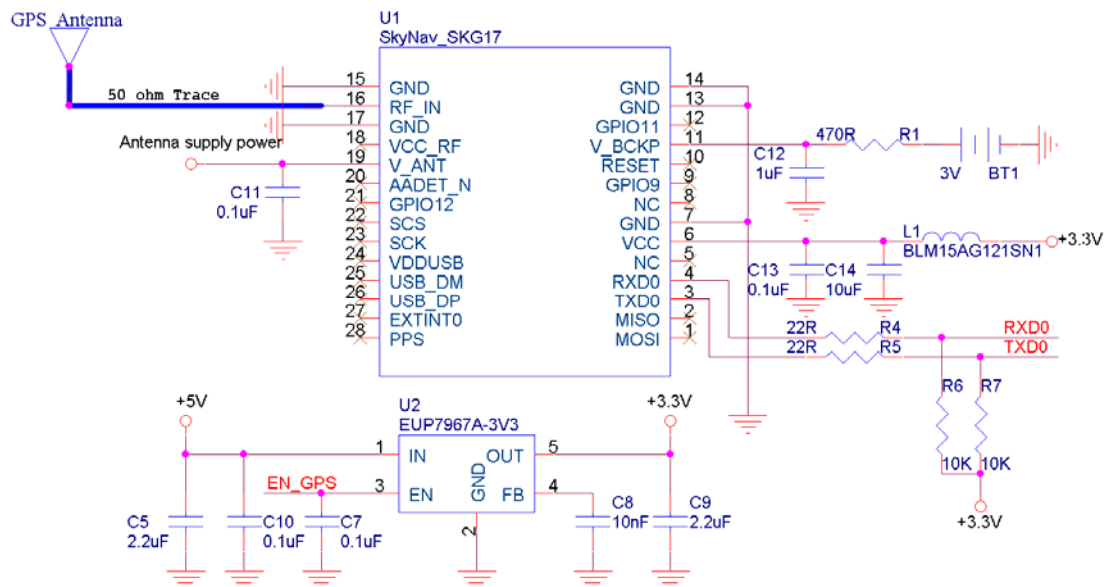 GPS Antenna
U1
SkyNav_SKG17
50 ohm Trace
Antenna supply power
15 GND
16 RF_IN
17 GND
18 VCC_RF
19 V_ANT
20 AADET_N
21 GPIO12
22 SCS
23 SCK
24 VDDUSB
25 USB_DM
26 USB_DP
27 EXTINT0
28 PPS
GND 14
GND 13
GPIO11 12
V_BCKP 11
RESET 10
GPIO9 9
NC 8
GND 7
VCC 6
NC 5
RXD0 4
TXD0 3
MISO 2
MOSI 1
C11
0.1uF
470R R1
C12
1uF
3V BT1
L1
BLM15AG121SN1
+3.3V
C13
0.1uF
C14
10uF
22R R4 RXD0
22R R5 TXD0
R6 R7
10K 10K
+3.3V
U2
EUP7967A-3V3
+5V
+3.3V
1 IN OUT 5
EN_GPS
3 EN GND FB 4
2
C5
2.2uF
C10
0.1uF
C7
0.1uF
C8
10nF
C9
2.2uF